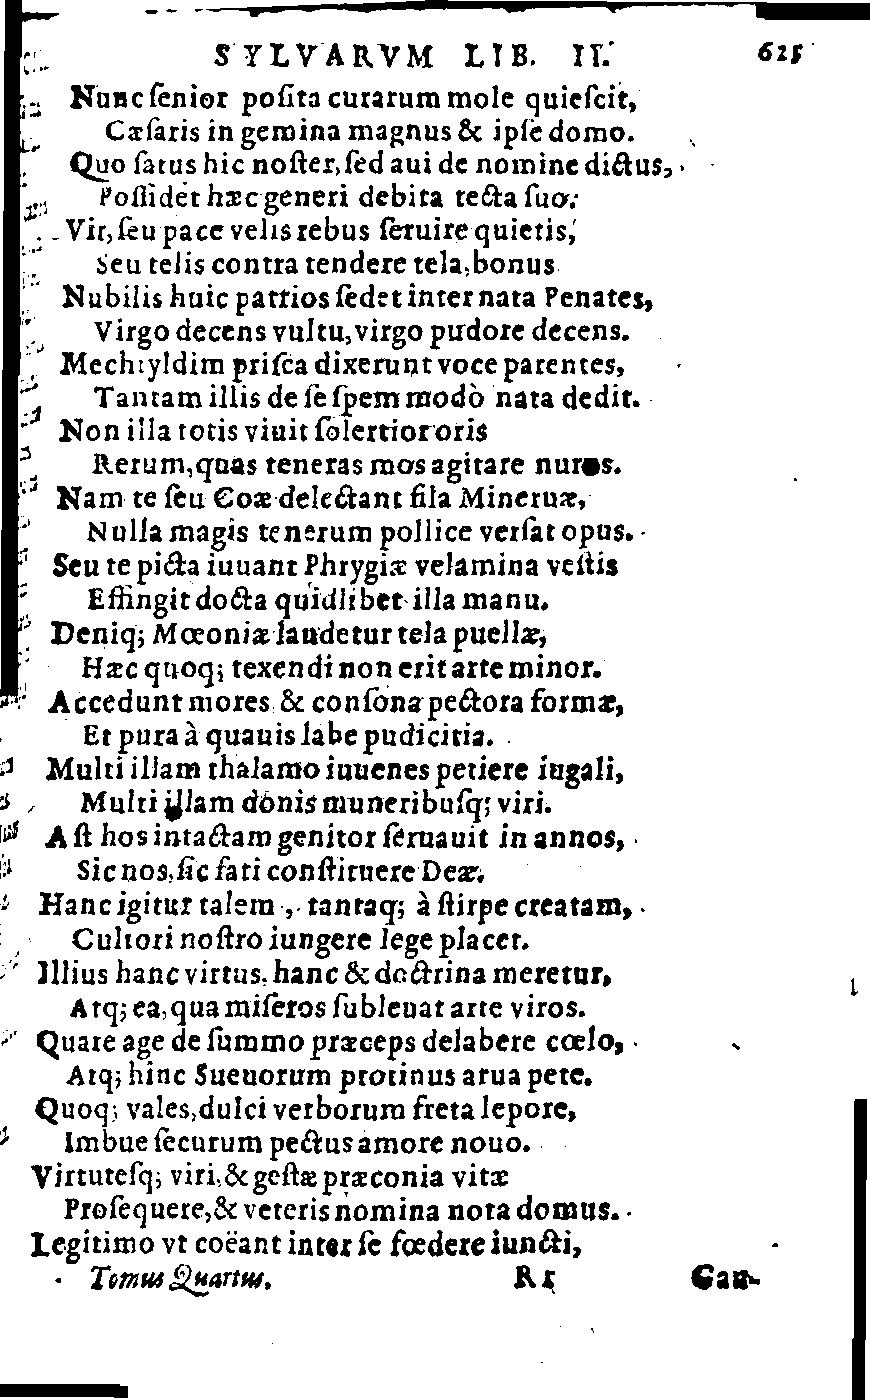 SYLVARVM LIB. II. 625
Nunc ſenior poſita curarum mole quieſcit,
Cæſaris in gemina magnus & ipſe domo.
Quo ſatus hic noſter, ſed aui de nomine dictus,
Poſſidet hæc generi debita tecta ſuo.
Vir, ſeu pace velis rebus ſeruire quietis,
Seu telis contra tendere tela, bonus
Nubilis huic patrios ſedet inter nata Penates,
Virgo decens vultu, virgo pudore decens.
Mechtyldim priſca dixerunt voce parentes,
Tantam illis de ſe ſpem modò nata dedit.
Non illa totis viuit ſolertior oris
Rerum, quas teneras mos agitare nurus.
Nam te ſeu Coæ delectant fila Mineruæ,
Nulla magis tenerum pollice verſat opus.
Seu te picta iuuant Phrygiæ velamina veſtis
Effingit docta quidlibet illa manu.
Deniq; Mœoniæ laudetur tela puellæ,
Hæc quoq; texendi non erit arte minor.
Accedunt mores & conſona pectora formæ,
Et pura à quauis labe pudicitia.
Multi illam thalamo iuuenes petiere iugali,
Multi illam donis muneribuſq; viri.
Aſt hos intactam genitor ſeruauit in annos,
Sic nos, ſic fati conſtituere Deæ.
Hanc igitur talem, tantaq; à ſtirpe creatam,
Cultori noſtro iungere lege placet.
Illius hanc virtus, hanc & doctrina meretur,
Atq; ea, qua miſeros ſubleuat arte viros.
Quare age de ſummo præceps delabere cœlo,
Atq; hinc Sueuorum protinus arua pete.
Quoq; vales, dulci verborum freta lepore,
Imbue ſecurum pectus amore nouo.
Virtuteſq; viri, & geſtæ præconia vitæ
Proſequere, & veteris nomina nota domus.
Legitimo vt coëant inter ſe fœdere iuncti,
Tomus Quartus. Rr Gau-